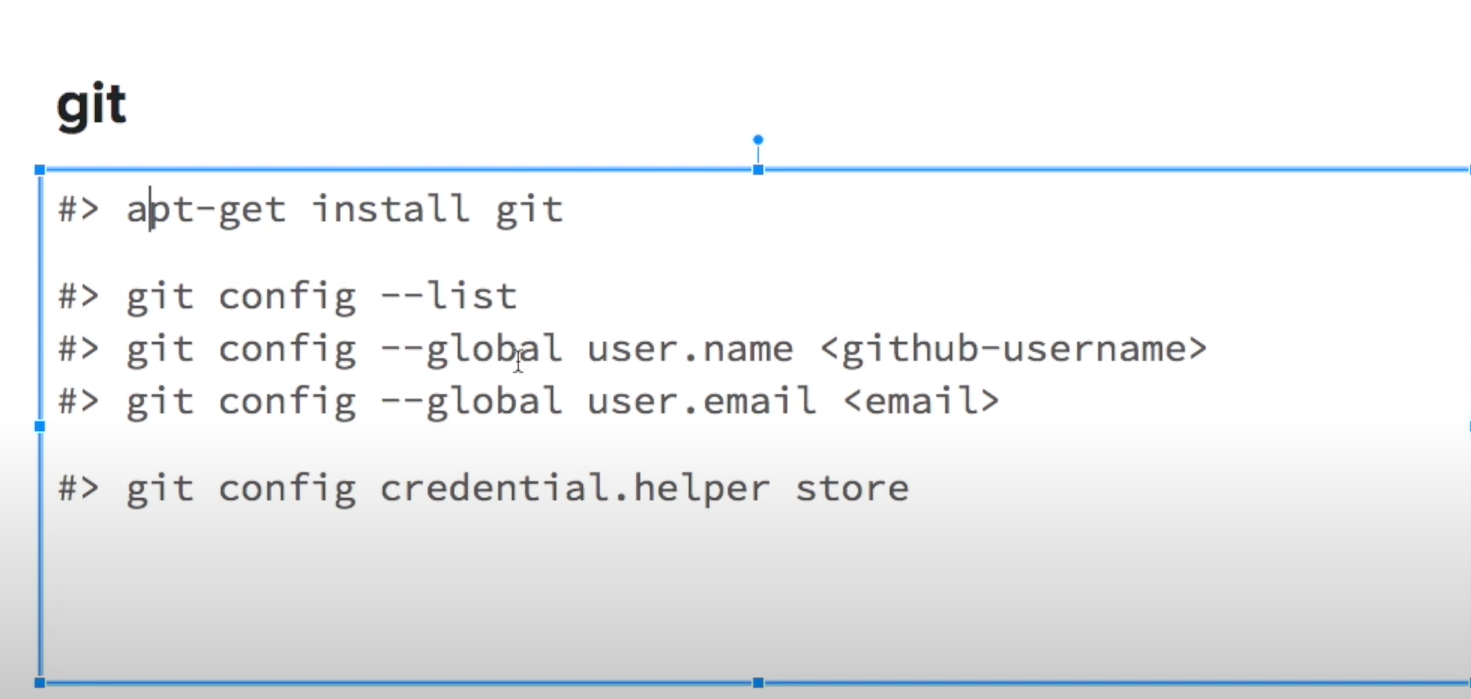 git
#> apt-get install git
#> git config --list
#> git config --global user.name <github-username>
#> git config --global user.email <email>
#> git config credential.helper store